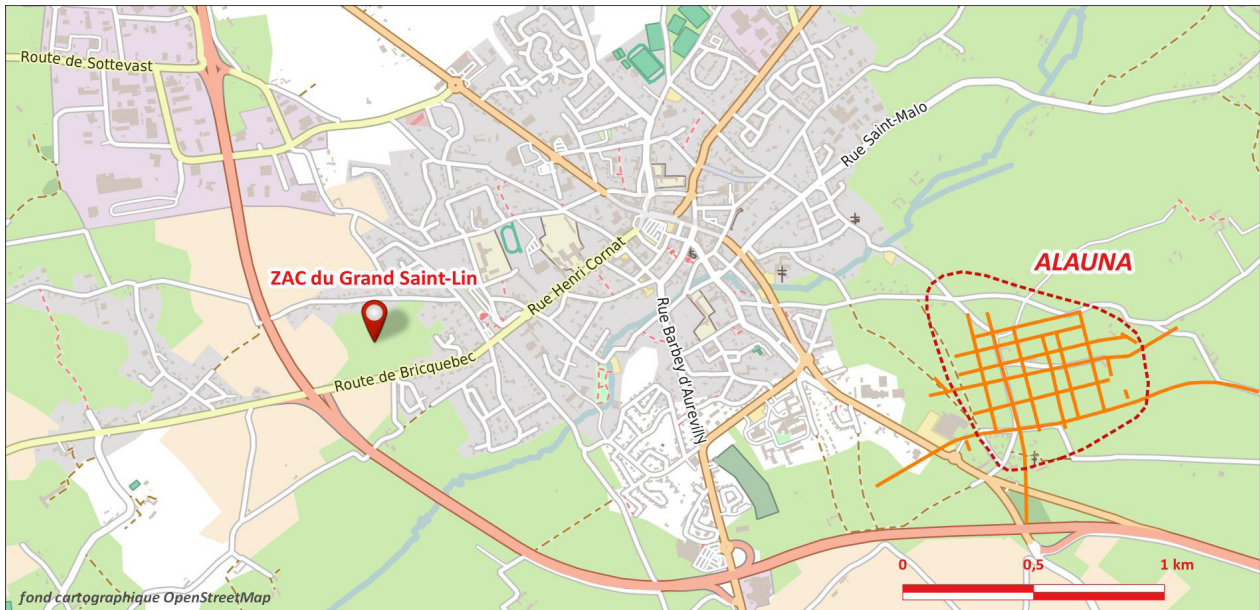 Route de Sottevast
Rue Saint-Malo
ZAC du Grand Saint-Lin
Rue Henri Cornat
ALAUNA
Route de Bricquebec
Rue Barbey d'Aurevilly
0 0,5 1 km
fond cartographique OpenStreetMap